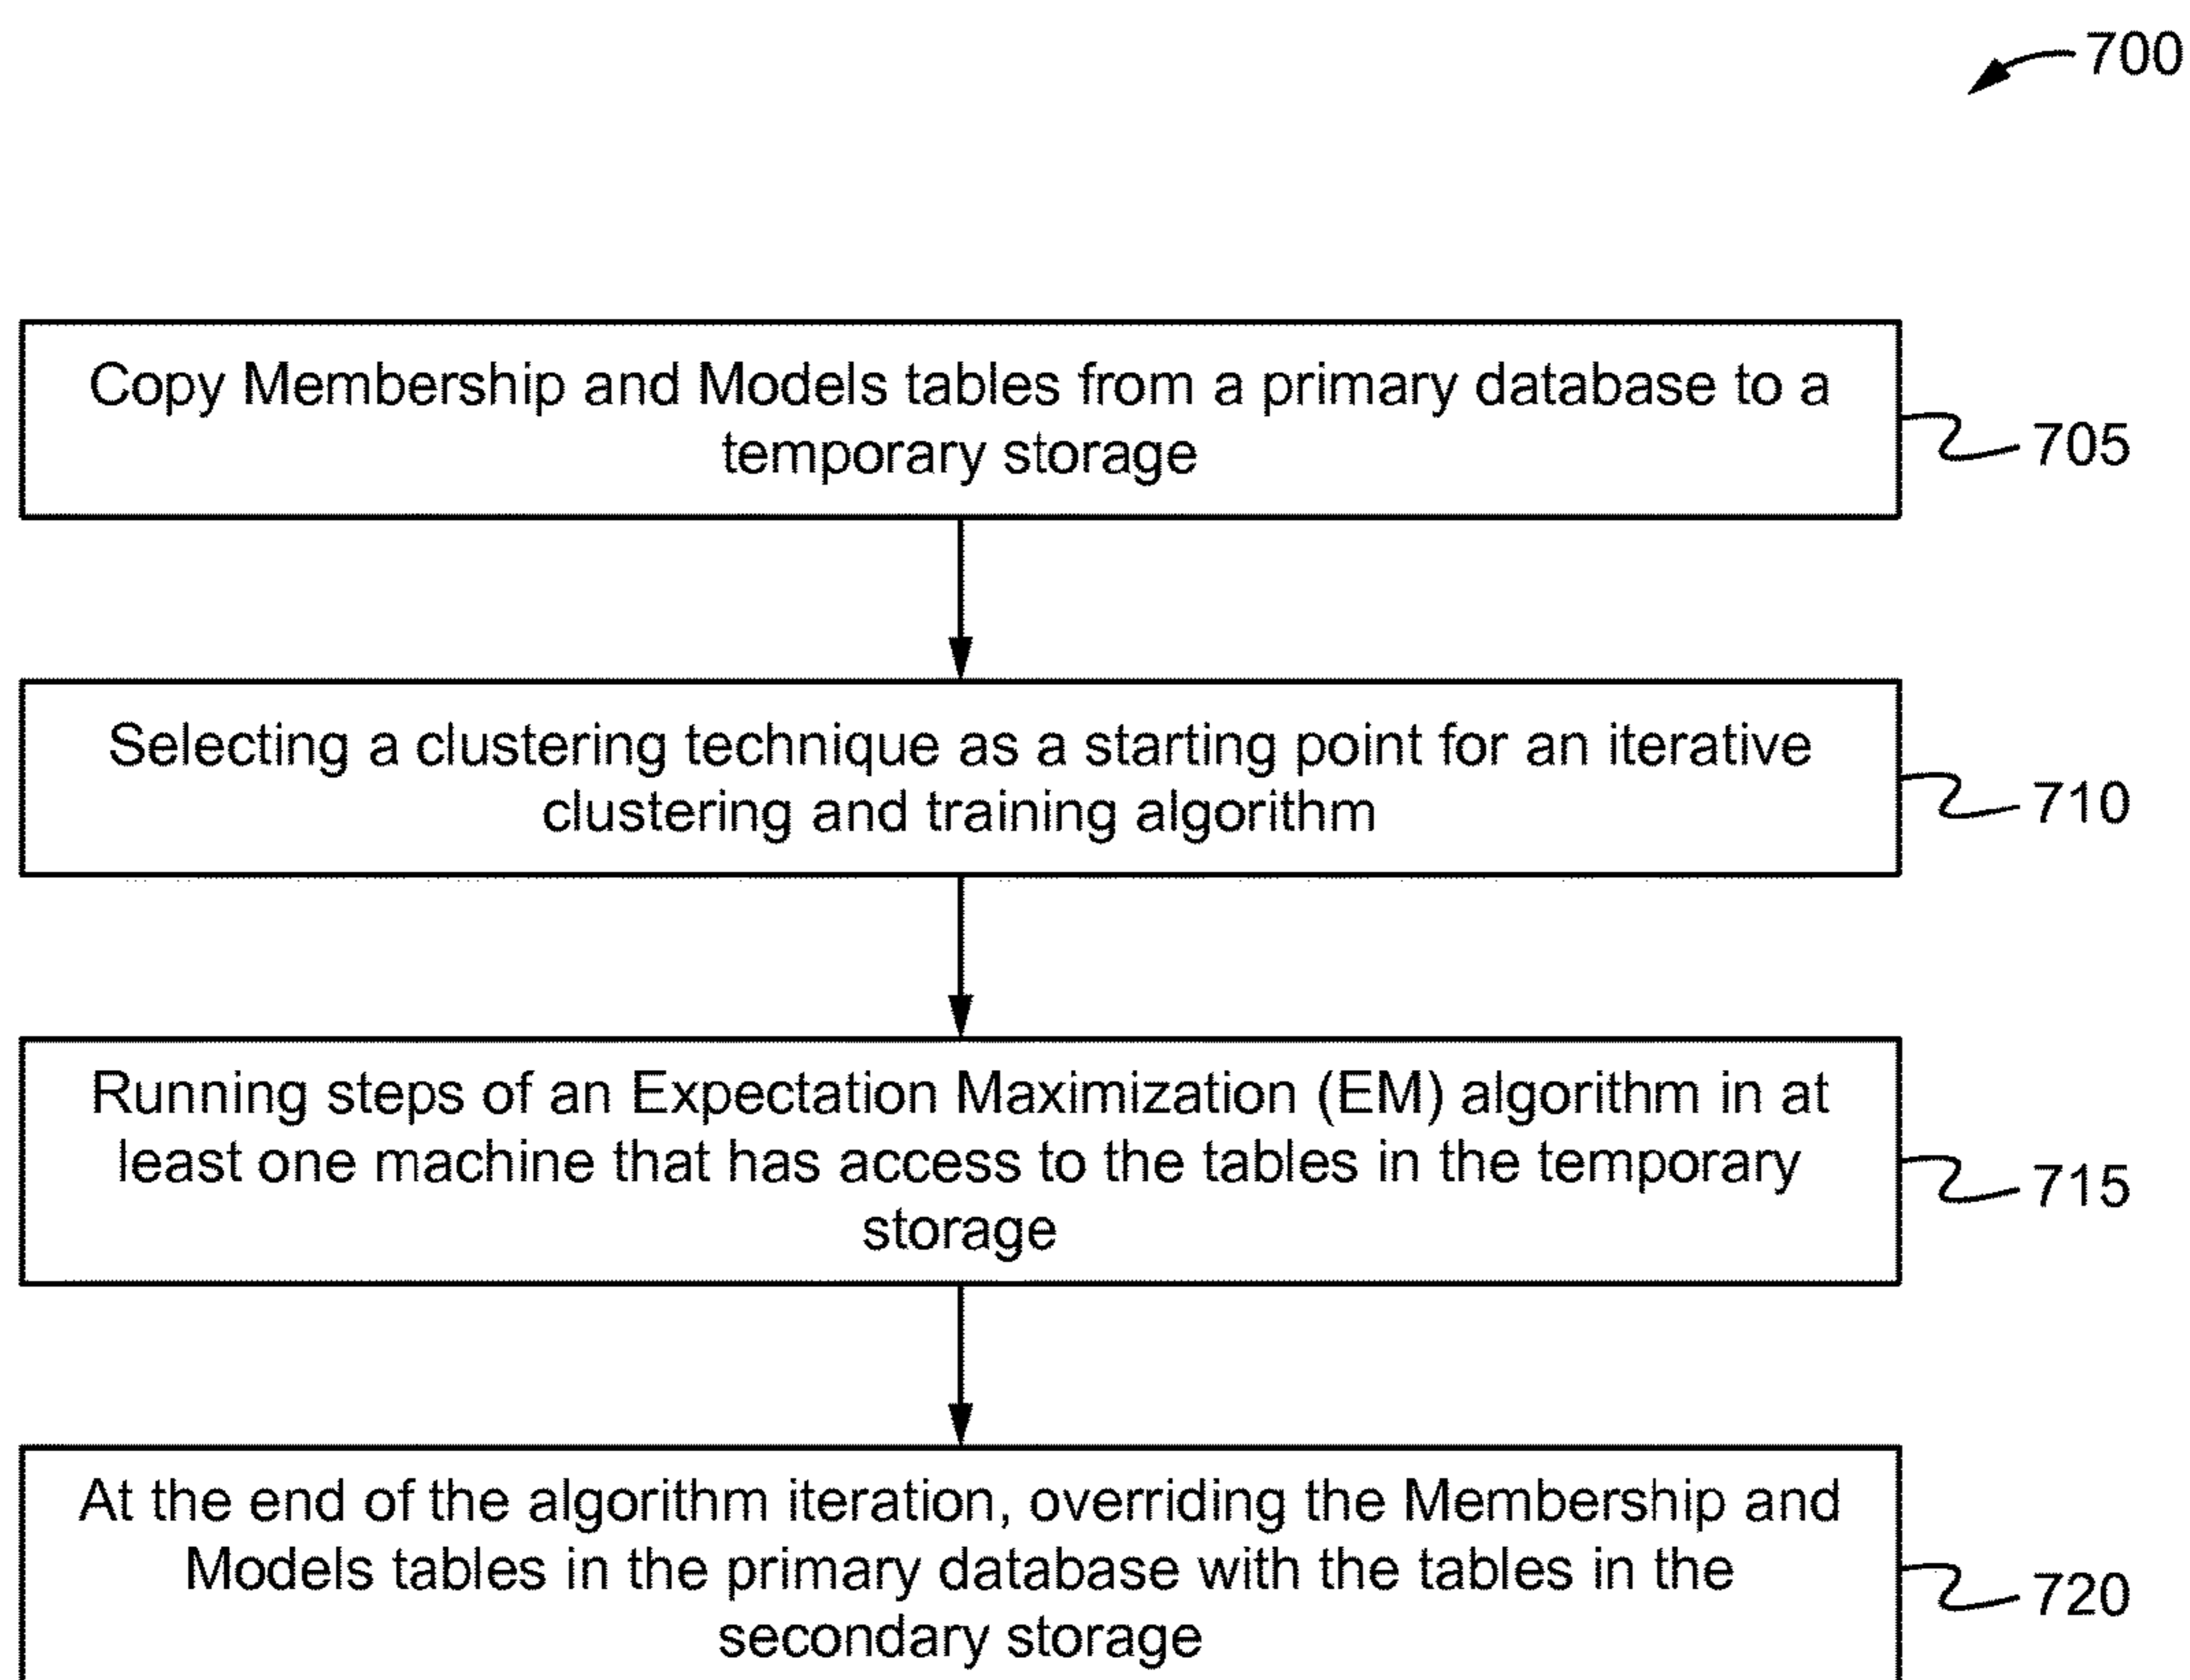 700
Copy Membership and Models tables from a primary database to a
temporary storage
705
Selecting a clustering technique as a starting point for an iterative
clustering and training algorithm
710
Running steps of an Expectation Maximization (EM) algorithm in at
least one machine that has access to the tables in the temporary
storage
715
At the end of the algorithm iteration, overriding the Membership and
Models tables in the primary database with the tables in the
secondary storage
720